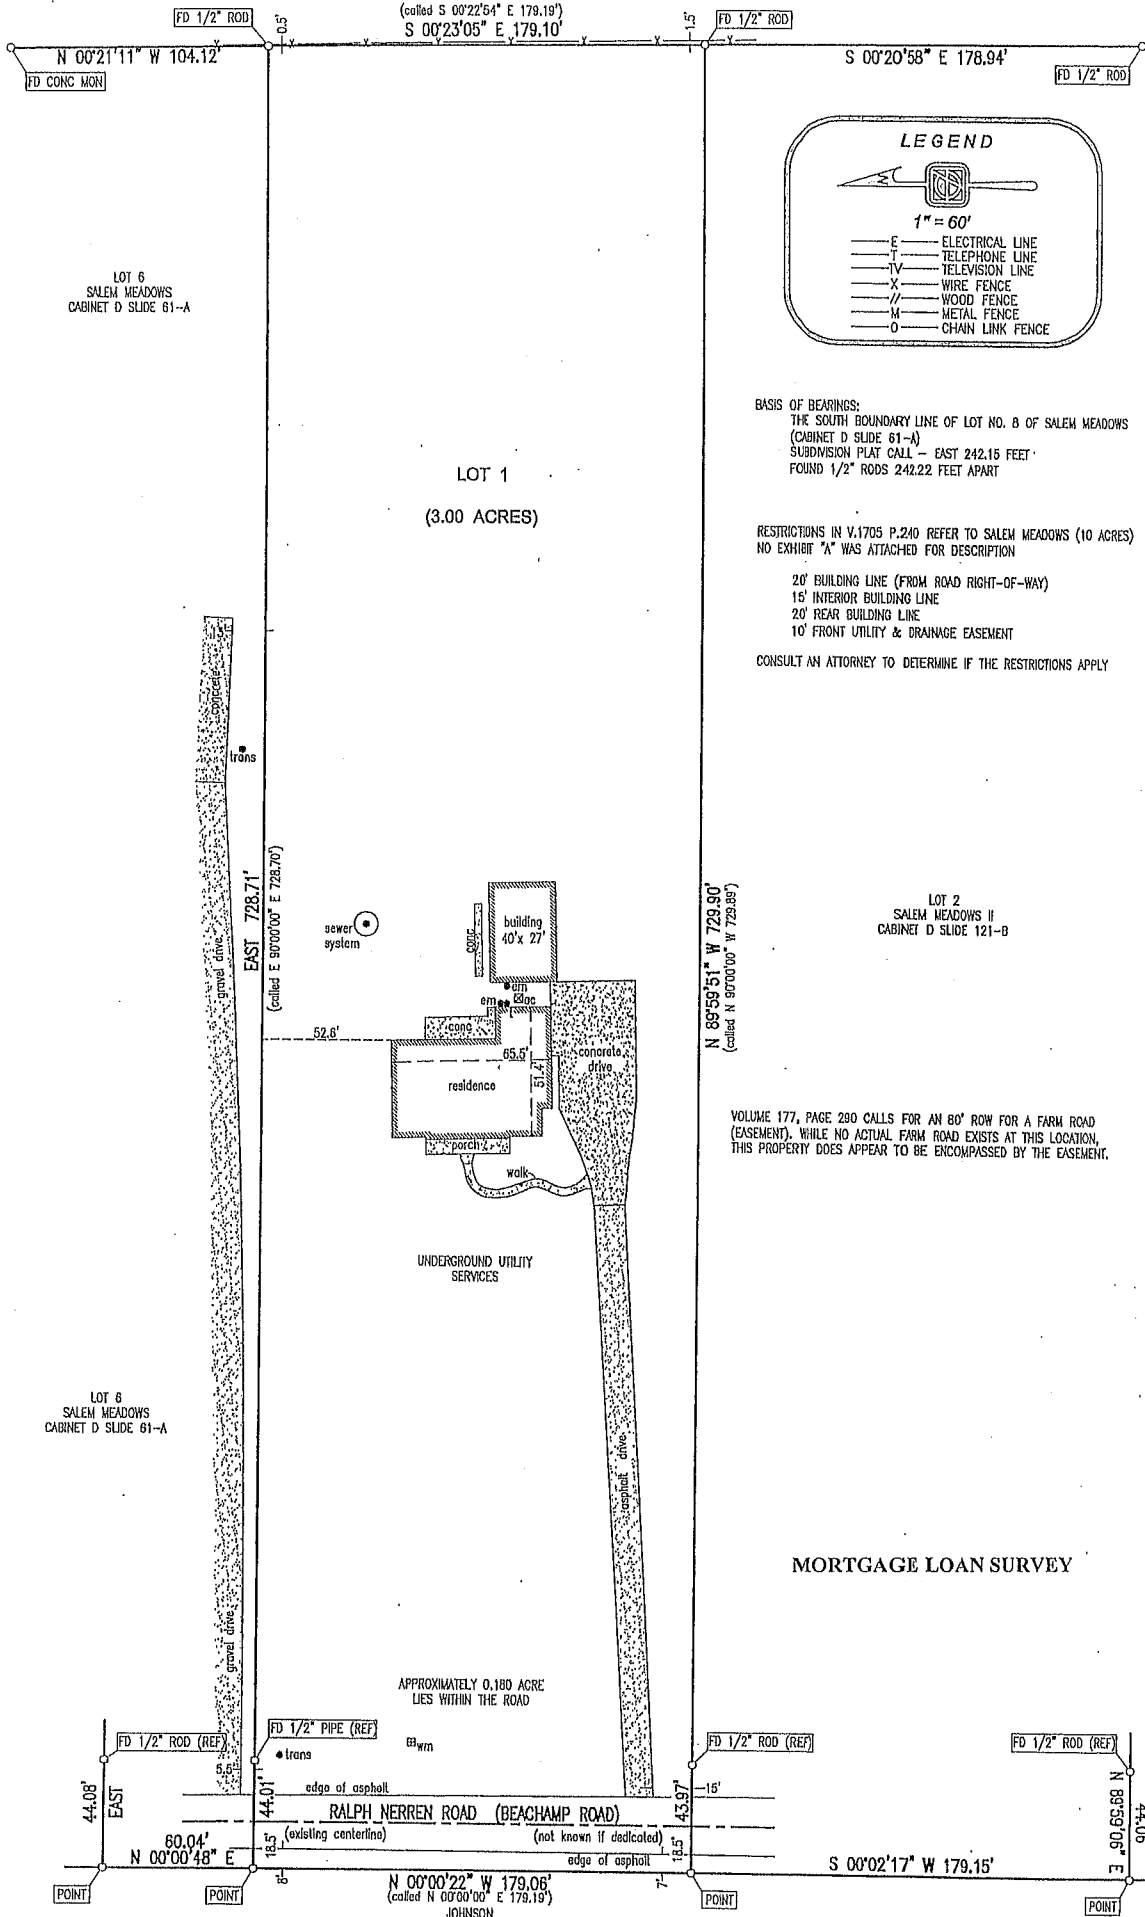 (called S 00°22'54" E 179.19')
S 00°23'05" E 179.10'
FD 1/2" ROD
0.5'
1.5'
FD 1/2" ROD
N 00°21'11" W 104.12'
S 00°20'58" E 178.94'
FD CONC MON
FD 1/2" ROD
LEGEND
N
1" = 60'
E ELECTRICAL LINE
T TELEPHONE LINE
TV TELEVISION LINE
X WIRE FENCE
// WOOD FENCE
M METAL FENCE
O CHAIN LINK FENCE
LOT 6
SALEM MEADOWS
CABINET D SLIDE 61-A
BASIS OF BEARINGS:
THE SOUTH BOUNDARY LINE OF LOT NO. 8 OF SALEM MEADOWS
(CABINET D SLIDE 61-A)
SUBDIVISION PLAT CALL - EAST 242.15 FEET
FOUND 1/2" RODS 242.22 FEET APART
LOT 1
(3.00 ACRES)
RESTRICTIONS IN V.1705 P.240 REFER TO SALEM MEADOWS (10 ACRES)
NO EXHIBIT "A" WAS ATTACHED FOR DESCRIPTION
20' BUILDING LINE (FROM ROAD RIGHT-OF-WAY)
15' INTERIOR BUILDING LINE
20' REAR BUILDING LINE
10' FRONT UTILITY & DRAINAGE EASEMENT
CONSULT AN ATTORNEY TO DETERMINE IF THE RESTRICTIONS APPLY
concrete
trans
EAST 728.71'
(called E 90°00'00" E 728.70')
gravel drive
sewer
system
conc
building
40'x 27'
em
em
ac
N 89°59'51" W 729.90'
(called N 90°00'00" W 729.89')
LOT 2
SALEM MEADOWS II
CABINET D SLIDE 121-B
52.6'
conc
65.5'
51.4'
concrete
drive
residence
porch
walk
VOLUME 177, PAGE 290 CALLS FOR AN 80' ROW FOR A FARM ROAD
(EASEMENT). WHILE NO ACTUAL FARM ROAD EXISTS AT THIS LOCATION,
THIS PROPERTY DOES APPEAR TO BE ENCOMPASSED BY THE EASEMENT.
UNDERGROUND UTILITY
SERVICES
LOT 6
SALEM MEADOWS
CABINET D SLIDE 61-A
asphalt drive
MORTGAGE LOAN SURVEY
gravel drive
APPROXIMATELY 0.180 ACRE
LIES WITHIN THE ROAD
FD 1/2" ROD (REF)
FD 1/2" PIPE (REF)
trans
wm
FD 1/2" ROD (REF)
FD 1/2" ROD (REF)
5.5'
44.08'
EAST
44.01'
edge of asphalt
43.97'
15'
RALPH NERREN ROAD (BEACHAMP ROAD)
(existing centerline)
(not known if dedicated)
18.5'
18.5'
edge of asphalt
N 89°59'06" E
44.06
60.04'
N 00°00'48" E
S 00°02'17" W 179.15'
POINT
POINT
8'
N 00°00'22" W 179.06'
(called N 00°00'00" E 179.19')
JOHNSON
7'
POINT
POINT